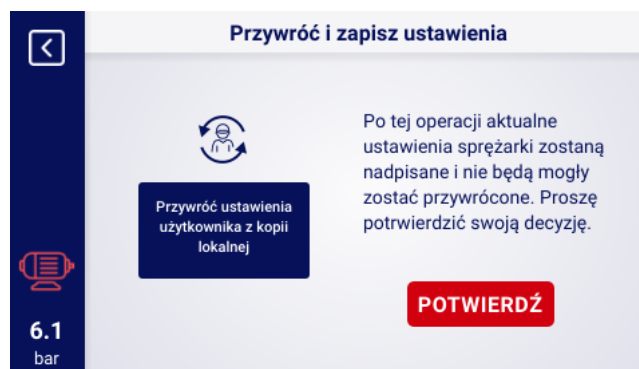 Przywróć i zapisz ustawienia
Przywróć ustawienia
użytkownika z kopii
lokalnej
Po tej operacji aktualne
ustawienia sprężarki zostaną
nadpisane i nie będą mogły
zostać przywrócone. Proszę
potrwierdzić swoją decyzję.
POTWIERDŹ
6.1
bar